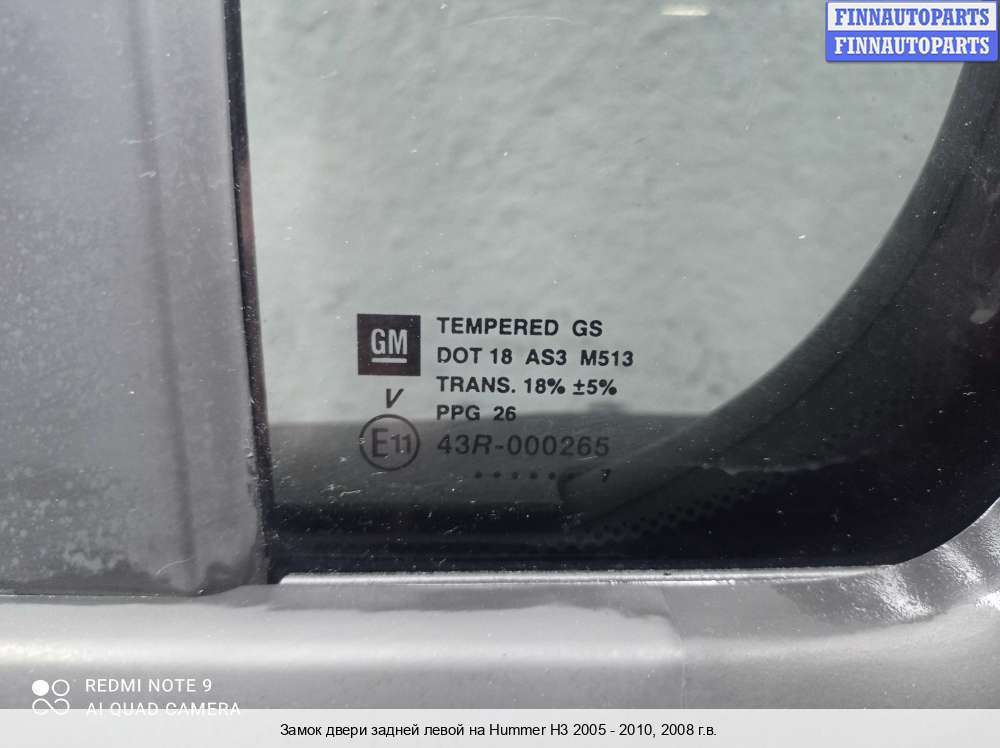 FINNAUTOPARTS
FINNAUTOPARTS
GM
TEMPERED GS
DOT 18 AS3 M513
TRANS. 18% ±5%
V
PPG 26
E11
43R-000265
•••••• 7
REDMI NOTE 9
AI QUAD CAMERA
Замок двери задней левой на Hummer H3 2005 - 2010, 2008 г.в.